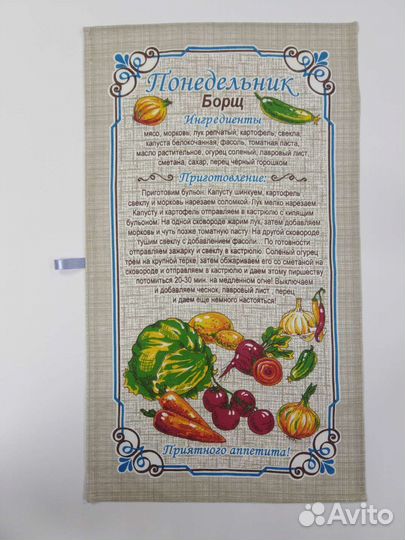 Понедельник
Борщ
Ингредиенты
мясо, морковь, лук репчатый, картофель, свекла,
капуста белокочанная, фасоль, томатная паста,
масло растительное, огурец соленый, лавровый лист,
сметана, сахар, перец чёрный горошком
Приготовление:
Приготовим бульон. Капусту шинкуем, картофель
свеклу и морковь нарезаем соломкой. Лук мелко нарезаем.
Капусту и картофель отправляем в кастрюлю с кипящим
бульоном. На одной сковороде жарим лук, затем добавляем
морковь и чуть позже томатную пасту. На другой сковороде
тушим свеклу с добавлением фасоли. По готовности
отправляем зажарку и свеклу в кастрюлю. Соленый огурец
трем на крупной терке, затем обжариваем его со сметаной на
сковороде и отправляем в кастрюлю и даем этому пиршеству
потомиться 20-30 мин. на медленном огне! Выключаем
и добавляем чеснок, лавровый лист, перец
и даем еще немного настояться!
Приятного аппетита!
Avito